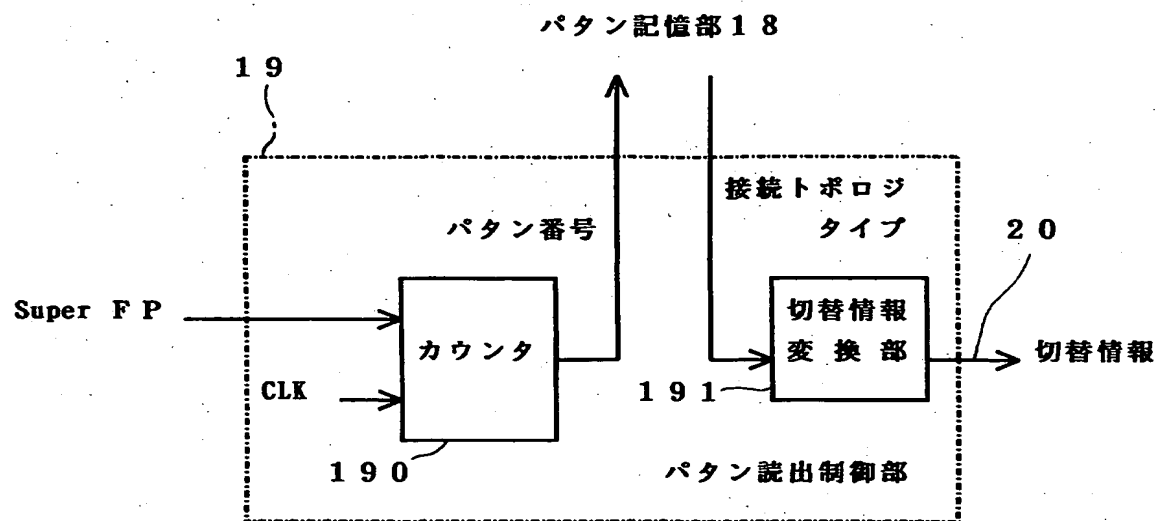 パタン記憶部１８
１９
接続トポロジ
タイプ
パタン番号
２０
Super ＦＰ
カウンタ
切替情報
変換部
切替情報
CLK
１９１
１９０
パタン読出制御部